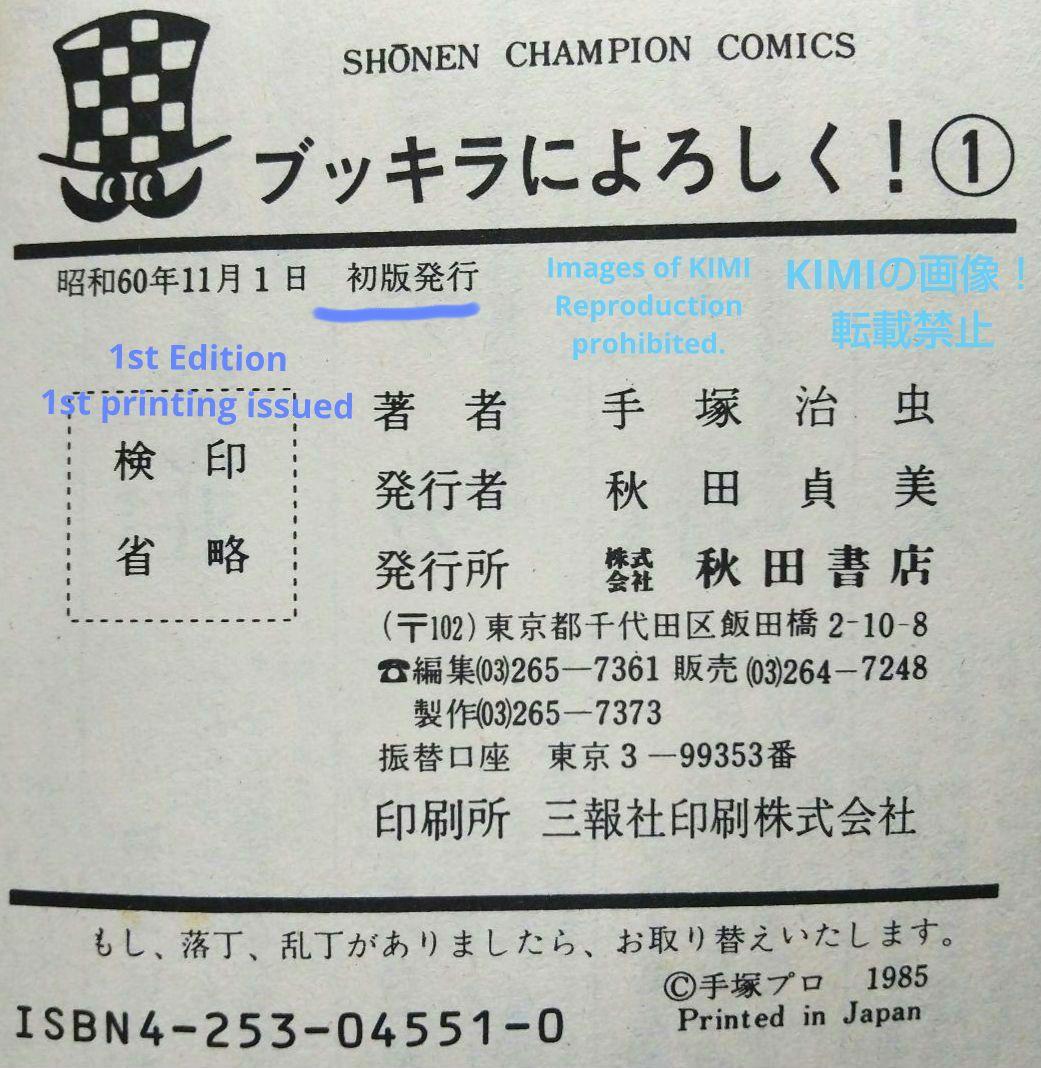 SHŌNEN CHAMPION COMICS
ブッキラによろしく！①
昭和60年11月1日 初版発行
Images of KIMI
Reproduction
prohibited.
KIMIの画像！
転載禁止
1st Edition
1st printing issued
検印
省略
著者 手塚治虫
発行者 秋田貞美
発行所 株式会社 秋田書店
(〒102)東京都千代田区飯田橋2-10-8
☎編集(03)265—7361 販売(03)264—7248
製作(03)265—7373
振替口座 東京3—99353番
印刷所 三報社印刷株式会社
もし、落丁、乱丁がありましたら、お取り替えいたします。
©手塚プロ 1985
Printed in Japan
ISBN4-253-04551-0